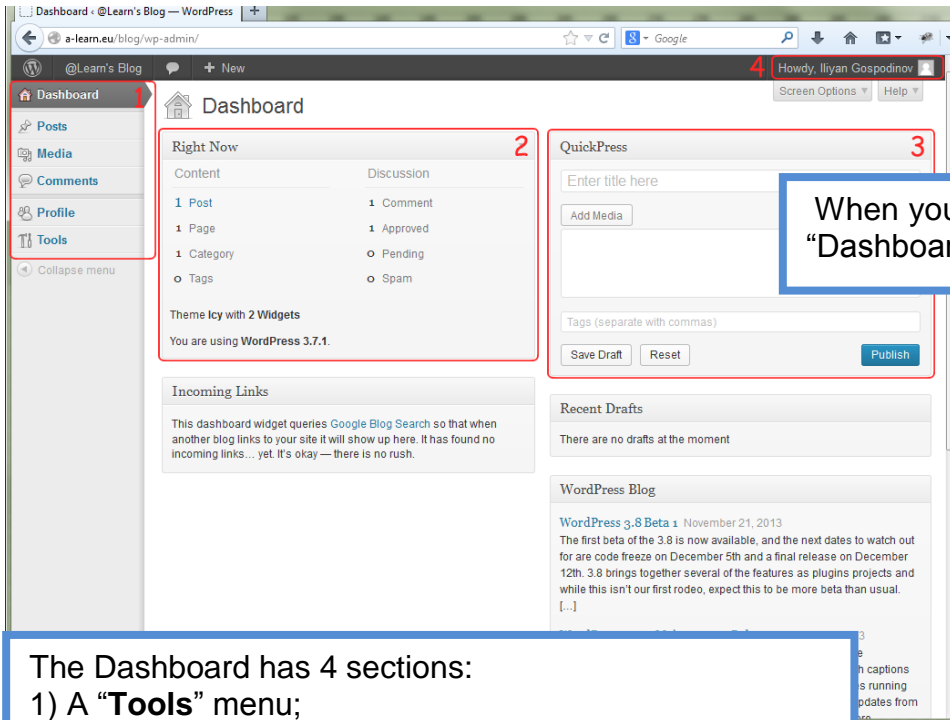 Dashboard ‹ @Learn's Blog — WordPress
a-learn.eu/blog/wp-admin/
Google
@Learn's Blog
+ New
4
Howdy, Iliyan Gospodinov
Screen Options
Help
Dashboard
1
Posts
Media
Comments
Profile
Tools
Collapse menu
Dashboard
Right Now
2
Content
Discussion
1 Post
1 Comment
1 Page
1 Approved
1 Category
0 Pending
0 Tags
0 Spam
Theme Icy with 2 Widgets
You are using WordPress 3.7.1.
Incoming Links
This dashboard widget queries Google Blog Search so that when
another blog links to your site it will show up here. It has found no
incoming links… yet. It's okay — there is no rush.
QuickPress
3
Enter title here
Add Media
When you
“Dashboar
Tags (separate with commas)
Save Draft
Reset
Publish
Recent Drafts
There are no drafts at the moment
WordPress Blog
WordPress 3.8 Beta 1 November 21, 2013
The first beta of the 3.8 is now available, and the next dates to watch out
for are code freeze on December 5th and a final release on December
12th. 3.8 brings together several of the features as plugins projects and
while this isn't our first rodeo, expect this to be more beta than usual.
[…]
3
e
h captions
s running
pdates from
The Dashboard has 4 sections:
1) A “Tools” menu;